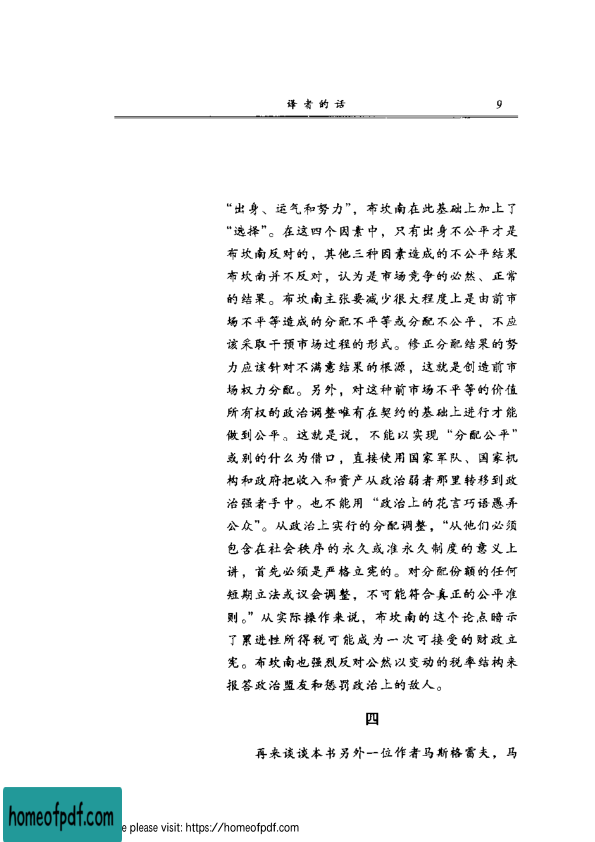 译者的话 9
“出身、运气和努力”，布坎南在此基础上加上了
“选择”。在这四个因素中，只有出身不公平才是
布坎南反对的，其他三种因素造成的不公平结果
布坎南并不反对，认为是市场竞争的必然、正常
的结果。布坎南主张要减少很大程度上是由前市
场不平等造成的分配不平等或分配不公平，不应
该采取干预市场过程的形式。修正分配结果的努
力应该针对不满意结果的根源，这就是创造前市
场权力分配。另外，对这种前市场不平等的价值
所有权的政治调整唯有在契约的基础上进行才能
做到公平。这就是说，不能以实现“分配公平”
或别的什么为借口，直接使用国家军队、国家机
构和政府把收入和资产从政治弱者那里转移到政
治强者手中。也不能用“政治上的花言巧语愚弄
公众”。从政治上实行的分配调整，“从他们必须
包含在社会秩序的永久或准永久制度的意义上
讲，首先必须是严格立宪的。对分配份额的任何
短期立法或议会调整，不可能符合真正的公平准
则。”从实际操作来说，布坎南的这个论点暗示
了累进性所得税可能成为一次可接受的财政立
宪。布坎南也强烈反对公然以变动的税率结构来
报答政治盟友和惩罚政治上的敌人。
四
再来谈谈本书另外一位作者马斯格雷夫，马
homeofpdf.com
e please visit: https://homeofpdf.com